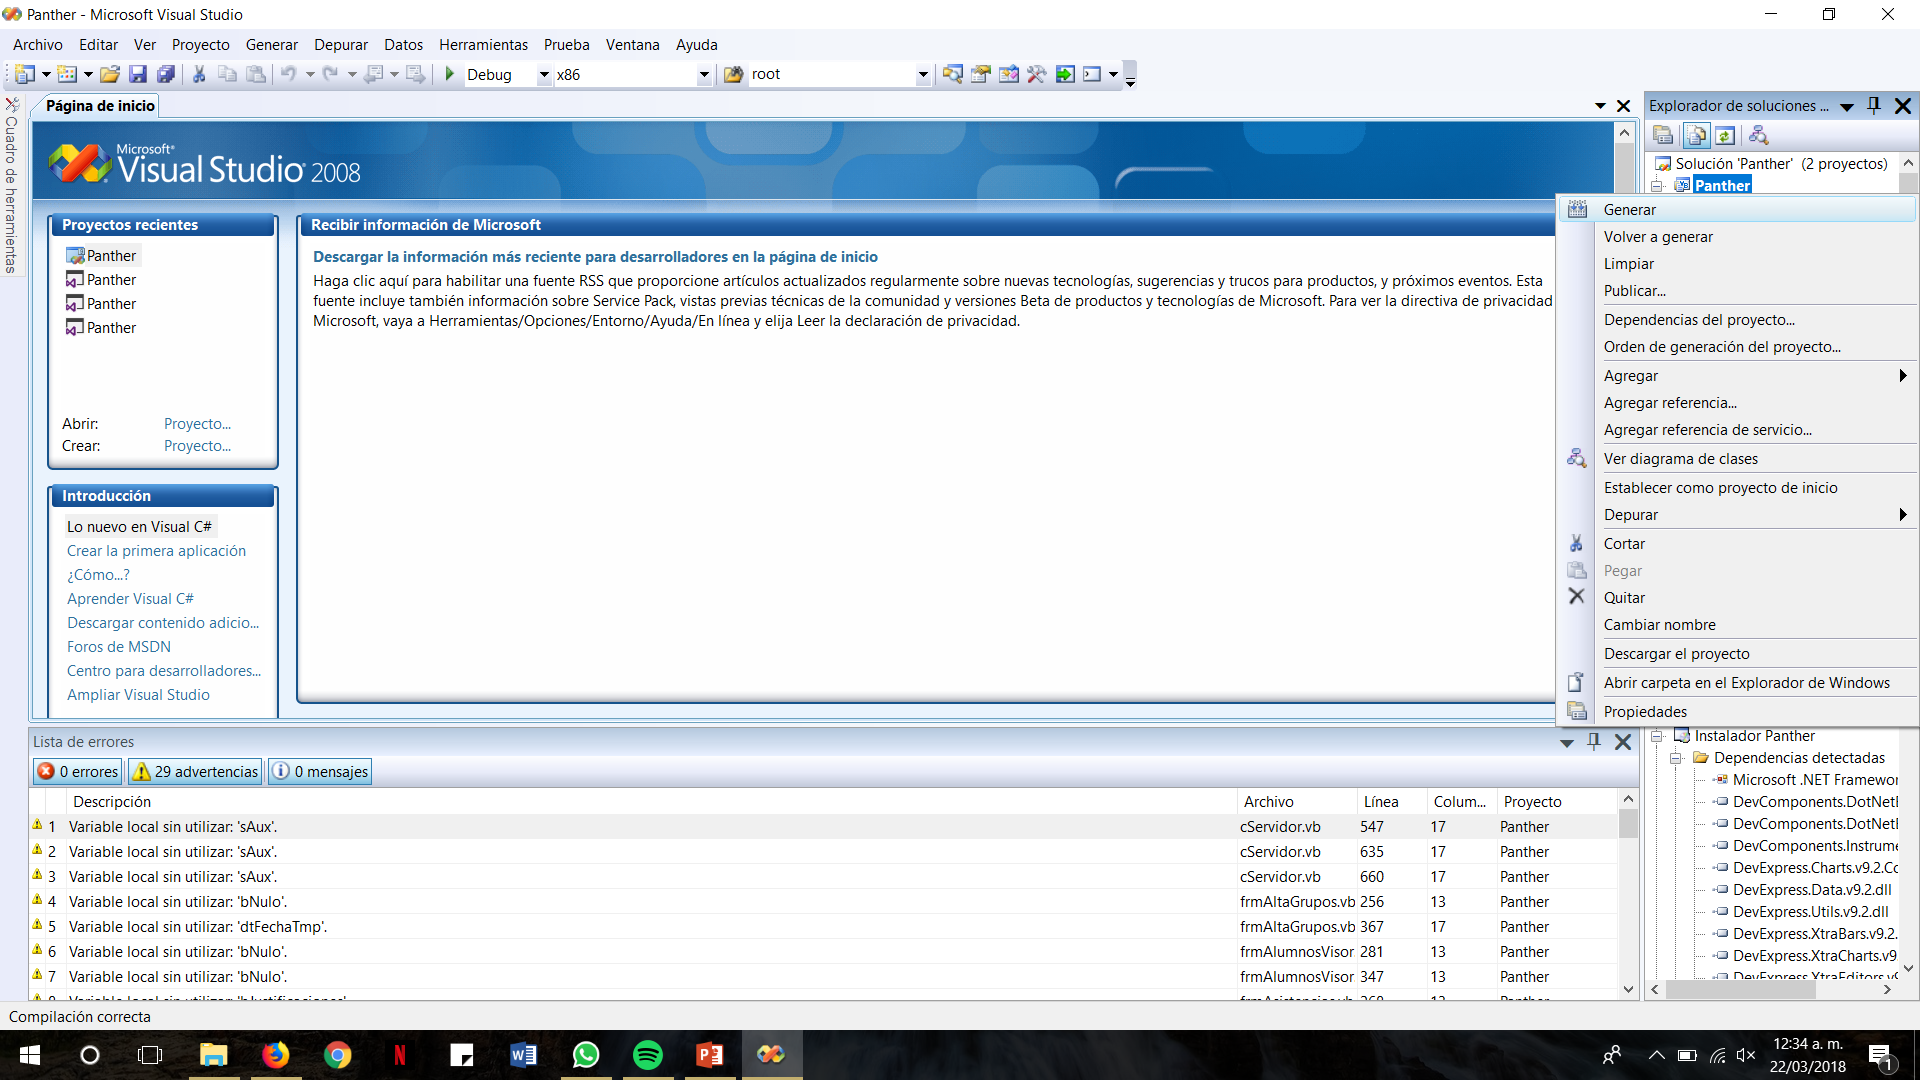 Panther - Microsoft Visual Studio
Archivo Editar Ver Proyecto Generar Depurar Datos Herramientas Prueba Ventana Ayuda
Debug x86 root
Cuadro de herramientas
Página de inicio
Microsoft®
Visual Studio® 2008
Proyectos recientes
Panther
Panther
Panther
Panther
Abrir: Proyecto...
Crear: Proyecto...
Introducción
Lo nuevo en Visual C#
Crear la primera aplicación
¿Cómo...?
Aprender Visual C#
Descargar contenido adicio...
Foros de MSDN
Centro para desarrolladores...
Ampliar Visual Studio
Recibir información de Microsoft
Descargar la información más reciente para desarrolladores en la página de inicio
Haga clic aquí para habilitar una fuente RSS que proporcione artículos actualizados regularmente sobre nuevas tecnologías, sugerencias y trucos para productos, y próximos eventos. Esta
fuente incluye también información sobre Service Pack, vistas previas técnicas de la comunidad y versiones Beta de productos y tecnologías de Microsoft. Para ver la directiva de privacidad
Microsoft, vaya a Herramientas/Opciones/Entorno/Ayuda/En línea y elija Leer la declaración de privacidad.
Explorador de soluciones ...
Solución 'Panther' (2 proyectos)
Panther
Generar
Volver a generar
Limpiar
Publicar...
Dependencias del proyecto...
Orden de generación del proyecto...
Agregar
Agregar referencia...
Agregar referencia de servicio...
Ver diagrama de clases
Establecer como proyecto de inicio
Depurar
Cortar
Pegar
Quitar
Cambiar nombre
Descargar el proyecto
Abrir carpeta en el Explorador de Windows
Propiedades
Instalador Panther
Dependencias detectadas
Microsoft .NET Framewor
DevComponents.DotNetB
DevComponents.DotNetB
DevComponents.Instrume
DevExpress.Charts.v9.2.Co
DevExpress.Data.v9.2.dll
DevExpress.Utils.v9.2.dll
DevExpress.XtraBars.v9.2.
DevExpress.XtraCharts.v9
DevExpress.XtraEditors.v9
Lista de errores
0 errores 29 advertencias 0 mensajes
Descripción Archivo Línea Colum... Proyecto
1 Variable local sin utilizar: 'sAux'. cServidor.vb 547 17 Panther
2 Variable local sin utilizar: 'sAux'. cServidor.vb 635 17 Panther
3 Variable local sin utilizar: 'sAux'. cServidor.vb 660 17 Panther
4 Variable local sin utilizar: 'bNulo'. frmAltaGrupos.vb 256 13 Panther
5 Variable local sin utilizar: 'dtFechaTmp'. frmAltaGrupos.vb 367 17 Panther
6 Variable local sin utilizar: 'bNulo'. frmAlumnosVisor 281 13 Panther
7 Variable local sin utilizar: 'bNulo'. frmAlumnosVisor 347 13 Panther
8 Variable local sin utilizar: 'bJustificaciones'. frmAsistencias.vb 269 13 Panther
Compilación correcta
12:34 a. m.
22/03/2018
1